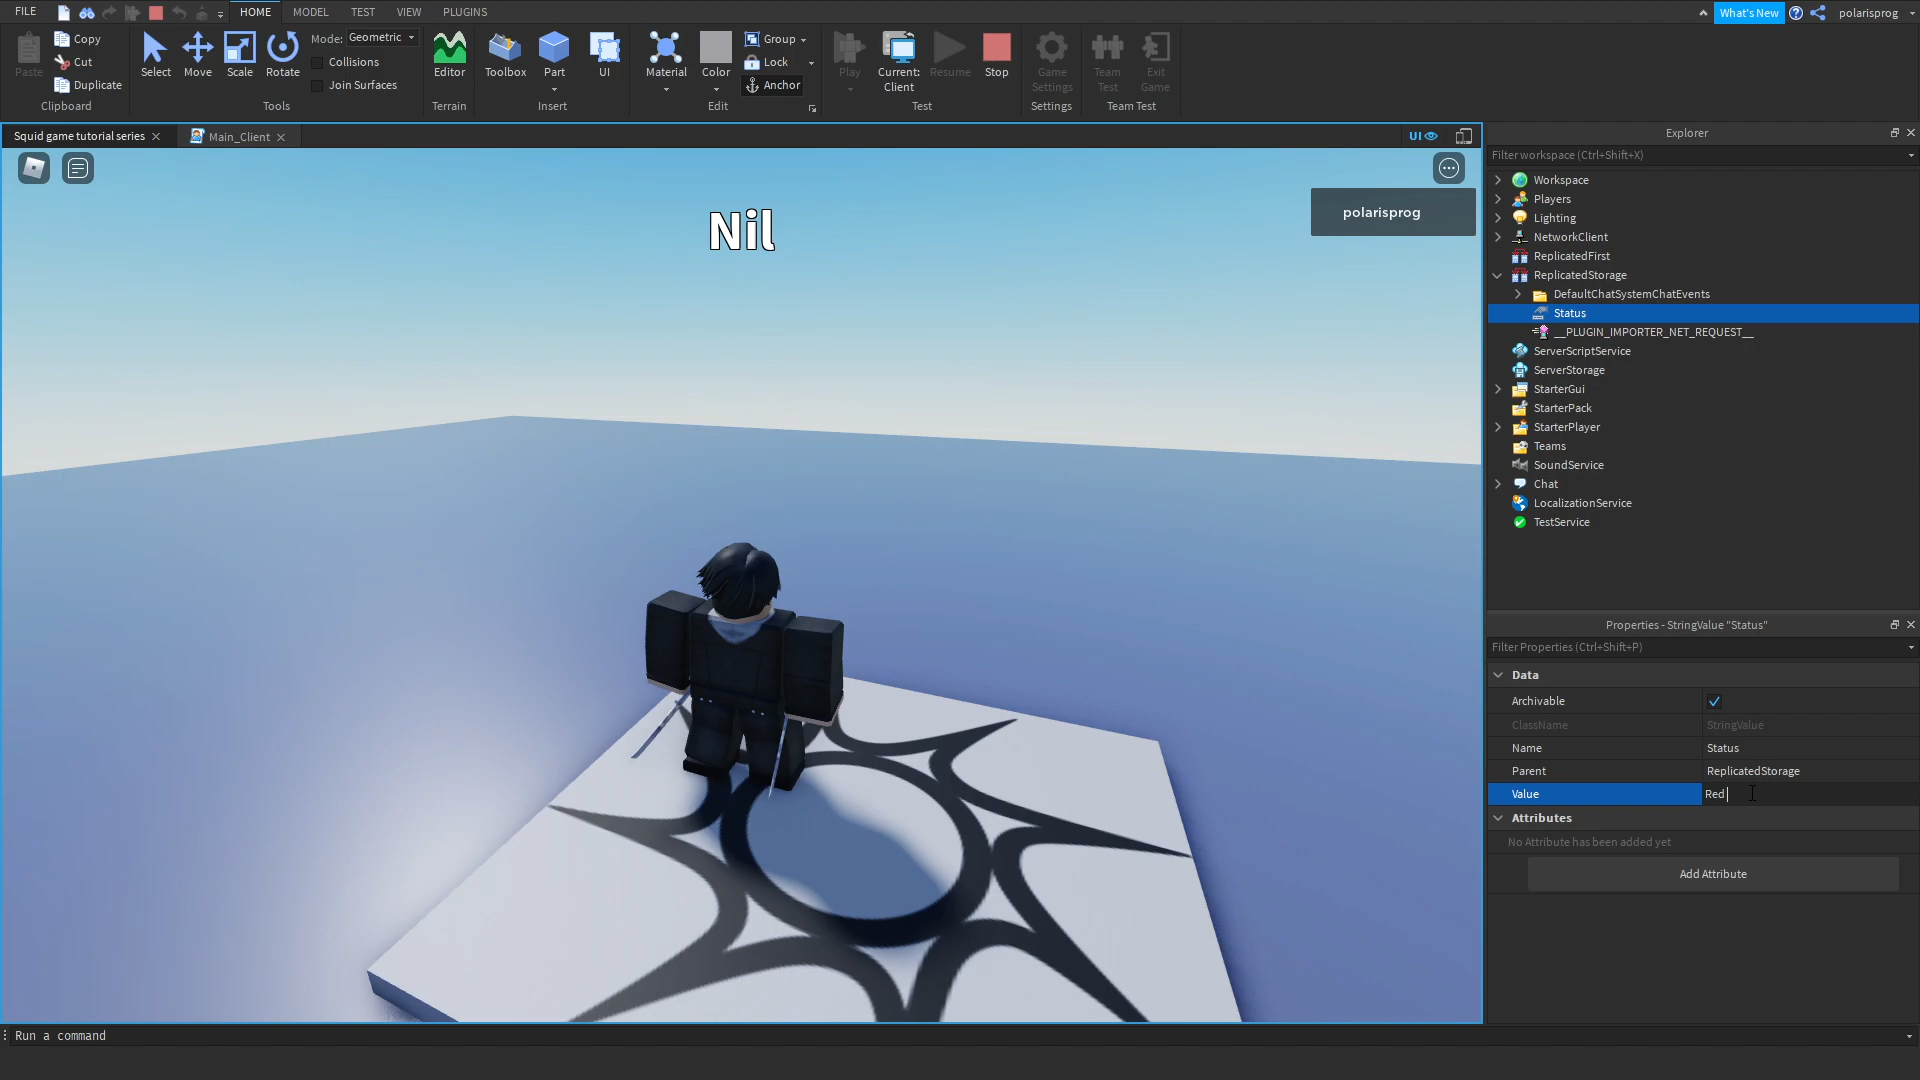 FILE
HOME
MODEL
TEST
VIEW
PLUGINS
What's New
polarisprog
Paste
Copy
Cut
Duplicate
Clipboard
Select
Move
Scale
Rotate
Mode: Geometric
Collisions
Join Surfaces
Tools
Editor
Terrain
Toolbox
Part
UI
Insert
Material
Color
Group
Lock
Anchor
Edit
Play
Current:
Client
Resume
Stop
Test
Game
Settings
Settings
Team
Test
Exit
Game
Team Test
Squid game tutorial series
Main_Client
UI
Nil
polarisprog
Explorer
Filter workspace (Ctrl+Shift+X)
Workspace
Players
Lighting
NetworkClient
ReplicatedFirst
ReplicatedStorage
DefaultChatSystemChatEvents
Status
__PLUGIN_IMPORTER_NET_REQUEST__
ServerScriptService
ServerStorage
StarterGui
StarterPack
StarterPlayer
Teams
SoundService
Chat
LocalizationService
TestService
Properties - StringValue "Status"
Filter Properties (Ctrl+Shift+P)
Data
Archivable
ClassName StringValue
Name Status
Parent ReplicatedStorage
Value Red
Attributes
No Attribute has been added yet
Add Attribute
Run a command